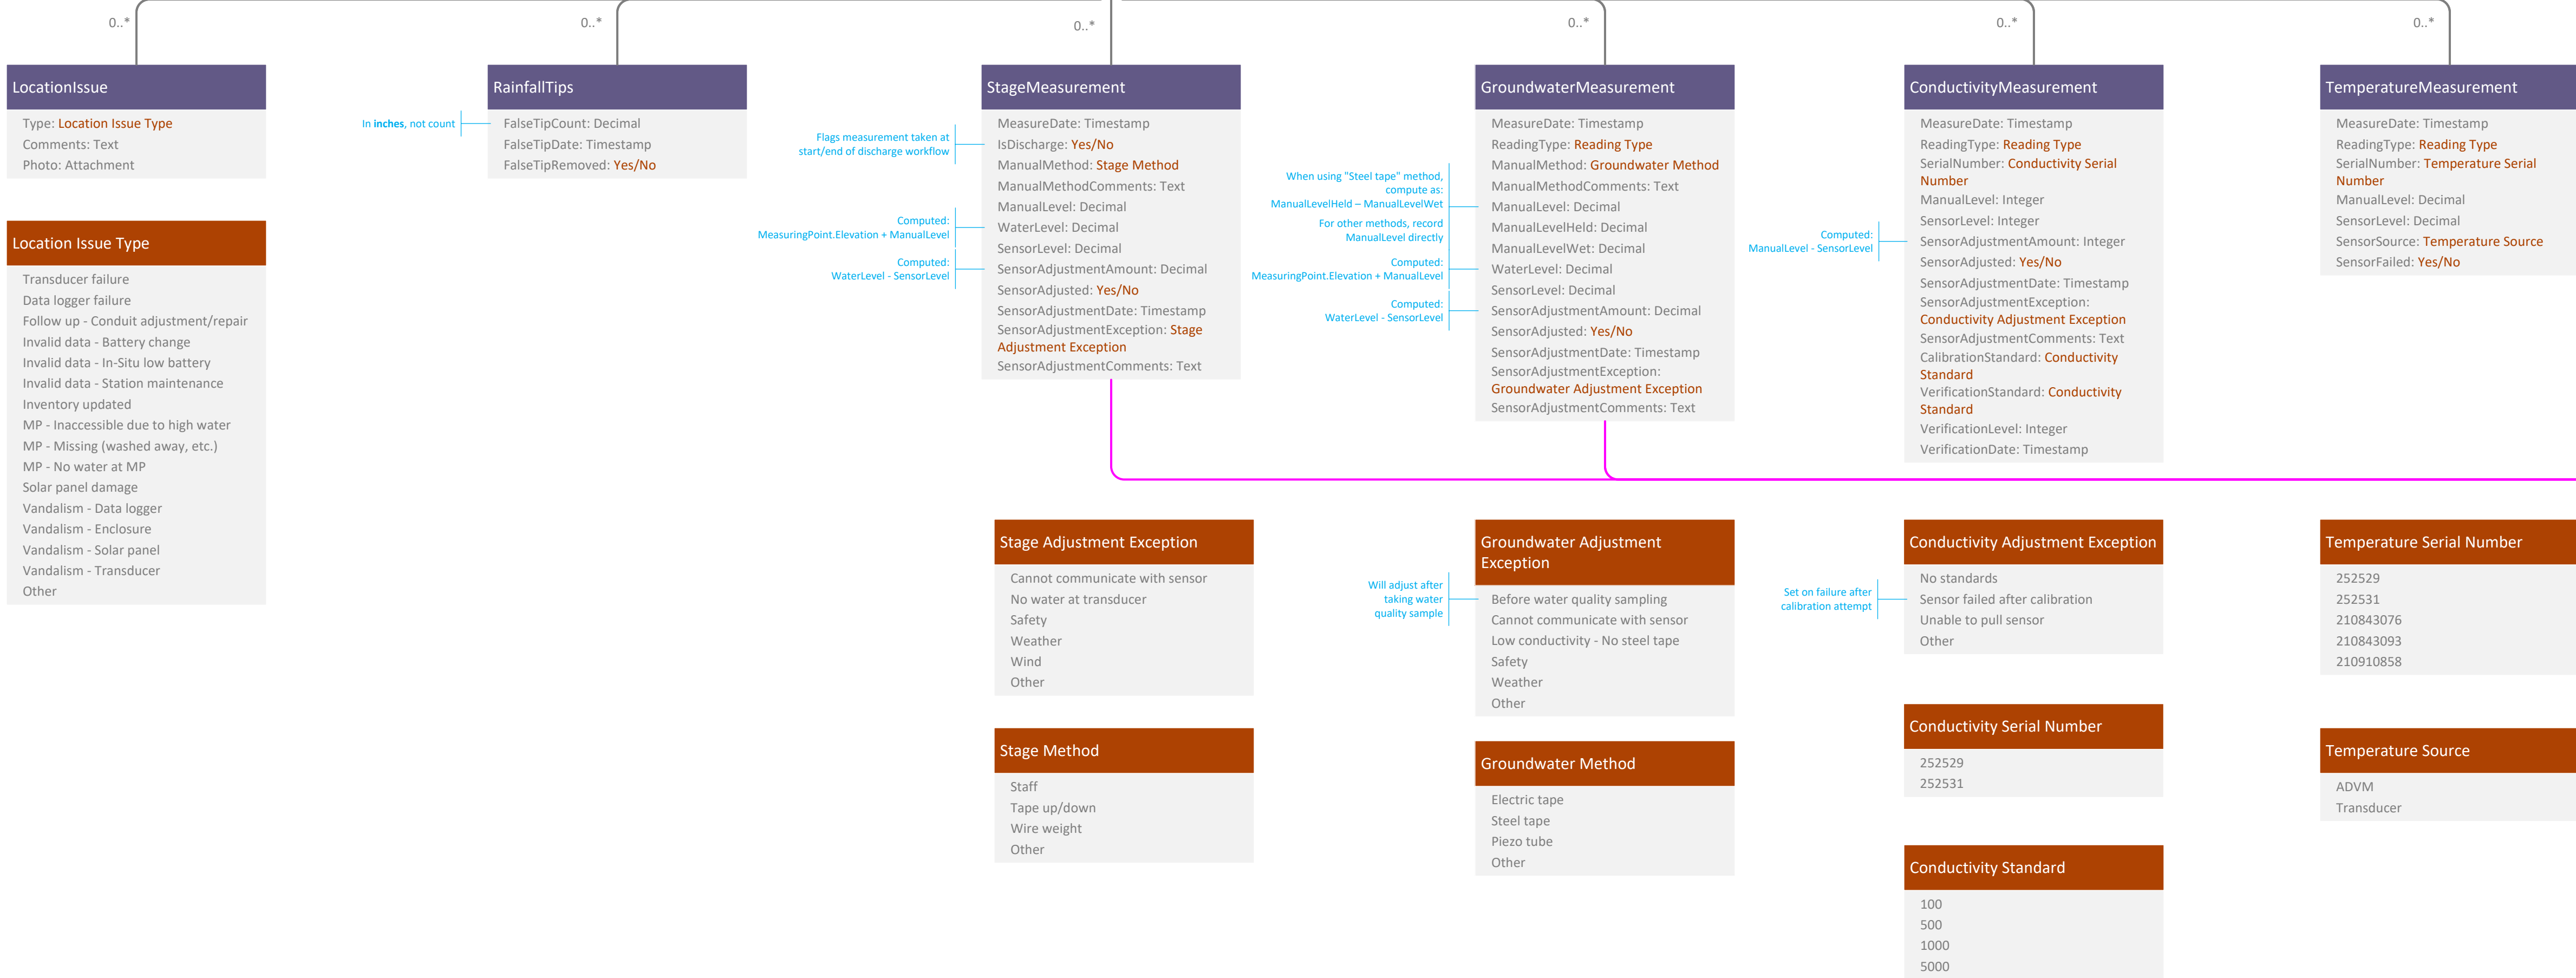 0..*
0..*
0..*
0..*
0..*
0..*
LocationIssue
Type: Location Issue Type
Comments: Text
Photo: Attachment
Location Issue Type
Transducer failure
Data logger failure
Follow up - Conduit adjustment/repair
Invalid data - Battery change
Invalid data - In-Situ low battery
Invalid data - Station maintenance
Inventory updated
MP - Inaccessible due to high water
MP - Missing (washed away, etc.)
MP - No water at MP
Solar panel damage
Vandalism - Data logger
Vandalism - Enclosure
Vandalism - Solar panel
Vandalism - Transducer
Other
RainfallTips
In inches, not count
FalseTipCount: Decimal
FalseTipDate: Timestamp
FalseTipRemoved: Yes/No
StageMeasurement
Flags measurement taken at
start/end of discharge workflow
Computed:
MeasuringPoint.Elevation + ManualLevel
Computed:
WaterLevel - SensorLevel
MeasureDate: Timestamp
IsDischarge: Yes/No
ManualMethod: Stage Method
ManualMethodComments: Text
ManualLevel: Decimal
WaterLevel: Decimal
SensorLevel: Decimal
SensorAdjustmentAmount: Decimal
SensorAdjusted: Yes/No
SensorAdjustmentDate: Timestamp
SensorAdjustmentException: Stage
Adjustment Exception
SensorAdjustmentComments: Text
Stage Adjustment Exception
Cannot communicate with sensor
No water at transducer
Safety
Weather
Wind
Other
Stage Method
Staff
Tape up/down
Wire weight
Other
GroundwaterMeasurement
When using "Steel tape" method,
compute as:
ManualLevelHeld – ManualLevelWet
For other methods, record
ManualLevel directly
Computed:
MeasuringPoint.Elevation + ManualLevel
Computed:
WaterLevel - SensorLevel
MeasureDate: Timestamp
ReadingType: Reading Type
ManualMethod: Groundwater Method
ManualMethodComments: Text
ManualLevel: Decimal
ManualLevelHeld: Decimal
ManualLevelWet: Decimal
WaterLevel: Decimal
SensorLevel: Decimal
SensorAdjustmentAmount: Decimal
SensorAdjusted: Yes/No
SensorAdjustmentDate: Timestamp
SensorAdjustmentException:
Groundwater Adjustment Exception
SensorAdjustmentComments: Text
Groundwater Adjustment
Exception
Will adjust after
taking water
quality sample
Before water quality sampling
Cannot communicate with sensor
Low conductivity - No steel tape
Safety
Weather
Other
Groundwater Method
Electric tape
Steel tape
Piezo tube
Other
ConductivityMeasurement
Computed:
ManualLevel - SensorLevel
MeasureDate: Timestamp
ReadingType: Reading Type
SerialNumber: Conductivity Serial
Number
ManualLevel: Integer
SensorLevel: Integer
SensorAdjustmentAmount: Integer
SensorAdjusted: Yes/No
SensorAdjustmentDate: Timestamp
SensorAdjustmentException:
Conductivity Adjustment Exception
SensorAdjustmentComments: Text
CalibrationStandard: Conductivity
Standard
VerificationStandard: Conductivity
Standard
VerificationLevel: Integer
VerificationDate: Timestamp
Conductivity Adjustment Exception
Set on failure after
calibration attempt
No standards
Sensor failed after calibration
Unable to pull sensor
Other
Conductivity Serial Number
252529
252531
Conductivity Standard
100
500
1000
5000
TemperatureMeasurement
MeasureDate: Timestamp
ReadingType: Reading Type
SerialNumber: Temperature Serial
Number
ManualLevel: Decimal
SensorLevel: Decimal
SensorSource: Temperature Source
SensorFailed: Yes/No
Temperature Serial Number
252529
252531
210843076
210843093
210910858
Temperature Source
ADVM
Transducer